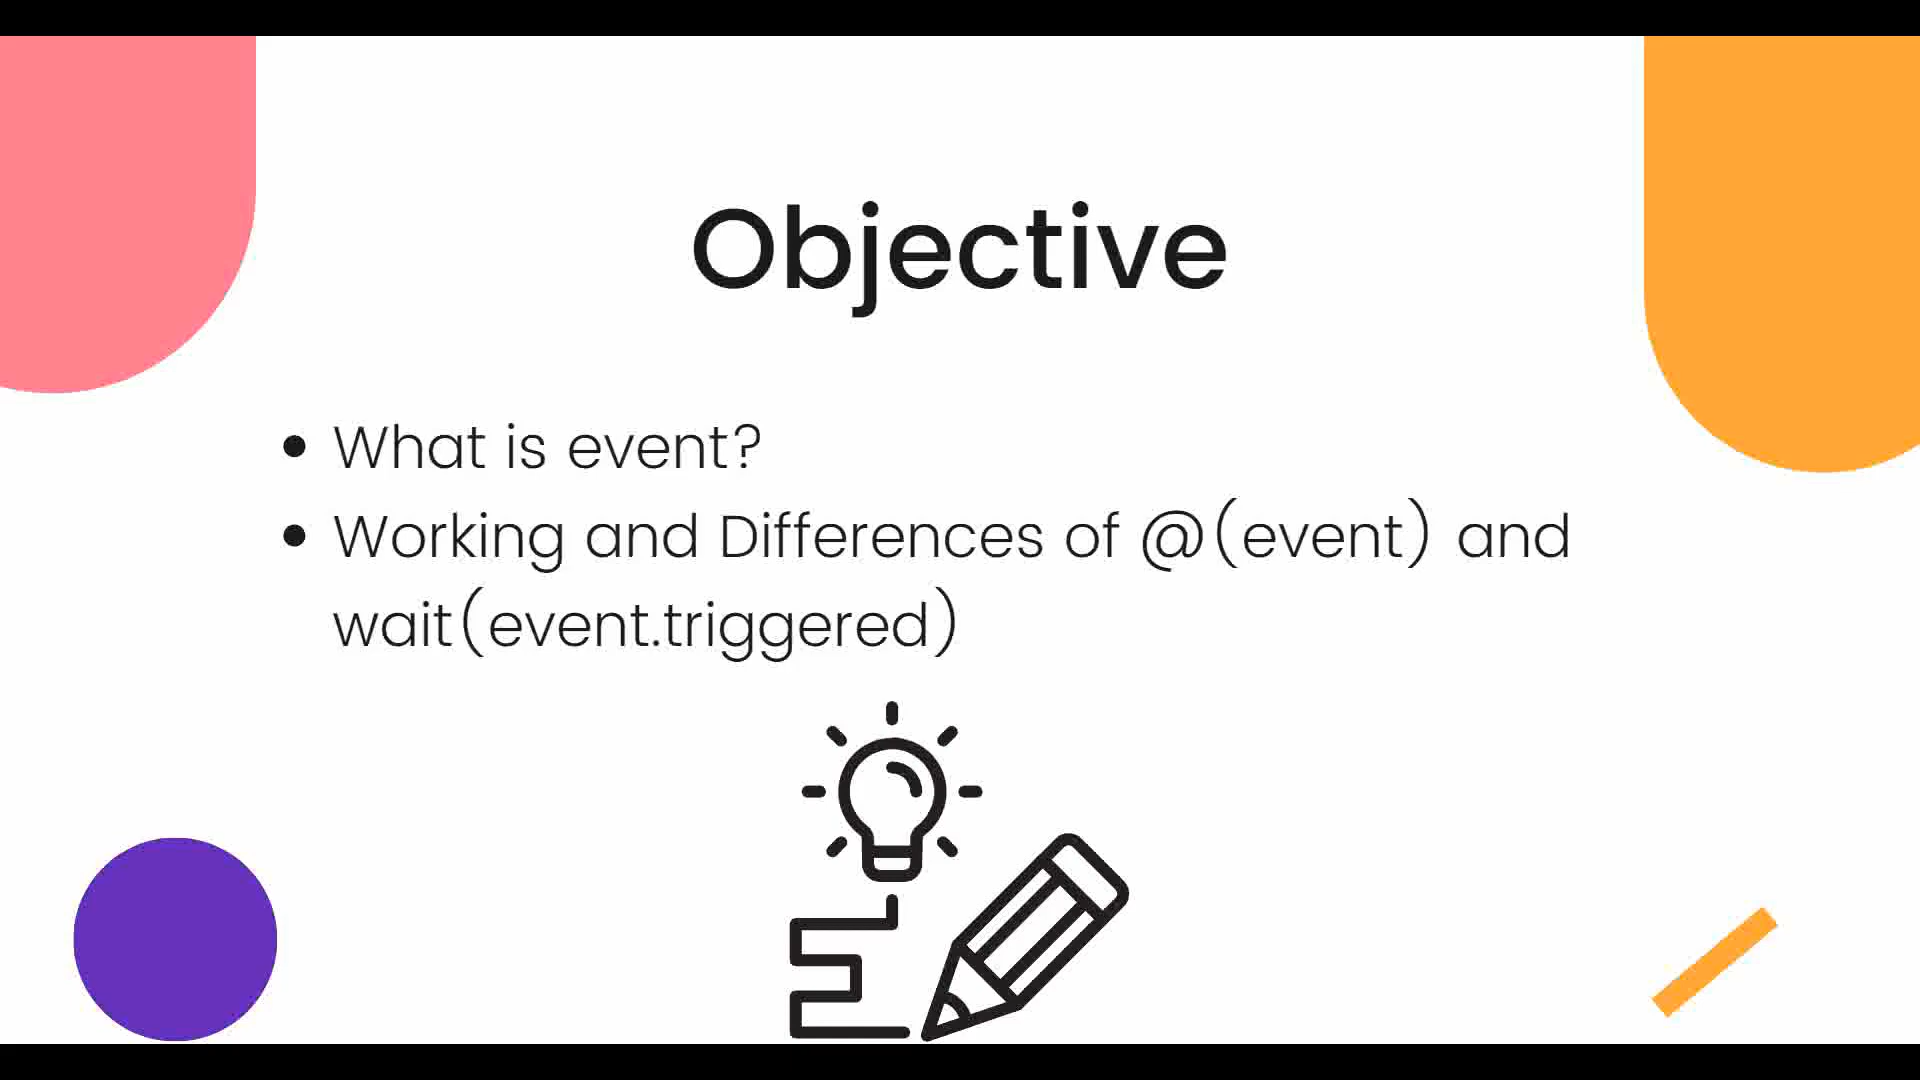 Objective
• What is event?
• Working and Differences of @(event) and
wait(event.triggered)